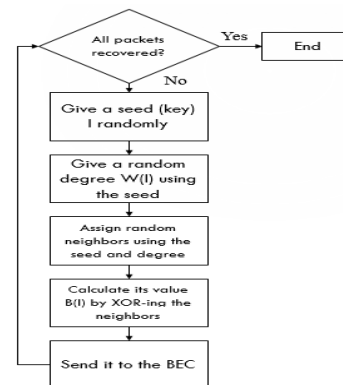 All packets
recovered?
Yes
End
No
Give a seed (key)
I randomly
Give a random
degree W(I) using
the seed
Assign random
neighbors using the
seed and degree
Calculate its value
B(I) by XOR-ing the
neighbors
Send it to the BEC